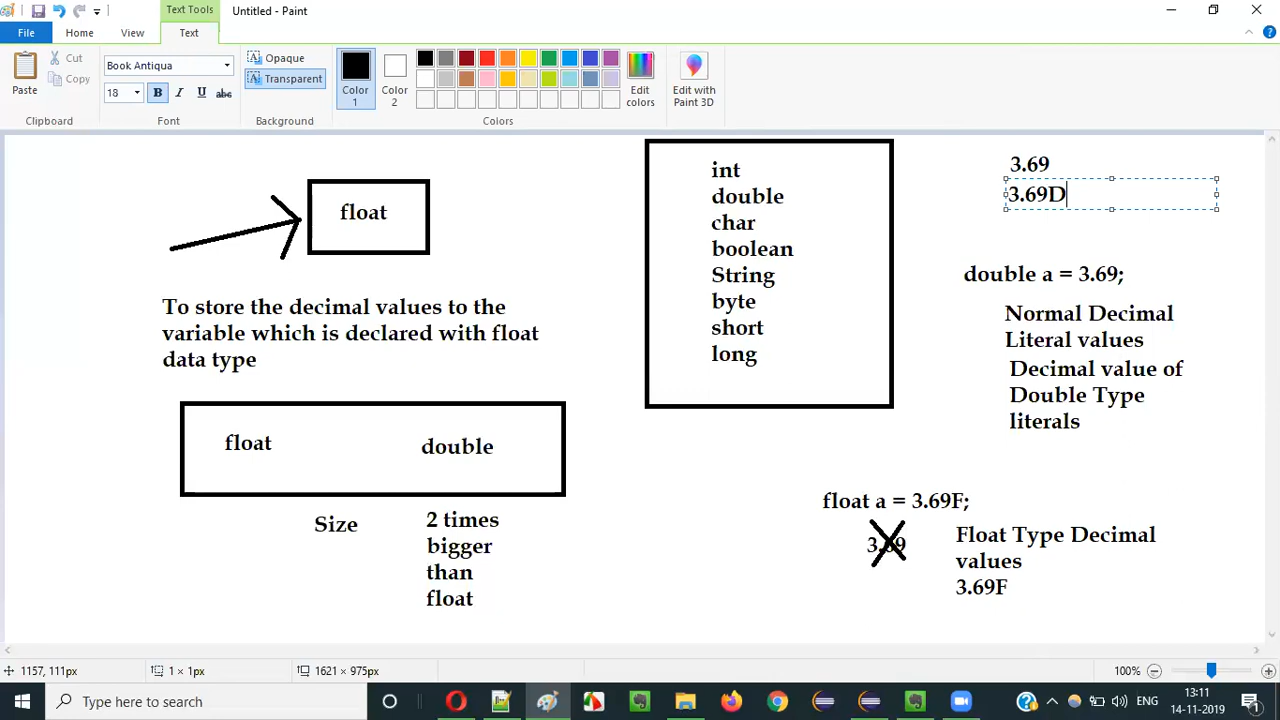 Text Tools
Untitled - Paint
File
Home
View
Text
Paste
Cut
Copy
Clipboard
Book Antiqua
18
B
I
U
abc
Font
Opaque
Transparent
Background
Color 1
Color 2
Edit colors
Colors
Edit with Paint 3D
float
To store the decimal values to the
variable which is declared with float
data type
float
double
Size
2 times
bigger
than
float
int
double
char
boolean
String
byte
short
long
3.69
3.69D
double a = 3.69;
Normal Decimal
Literal values
Decimal value of
Double Type
literals
float a = 3.69F;
3.69
Float Type Decimal
values
3.69F
1157, 111px
1 × 1px
1621 × 975px
100%
Type here to search
ENG
13:11
14-11-2019
1